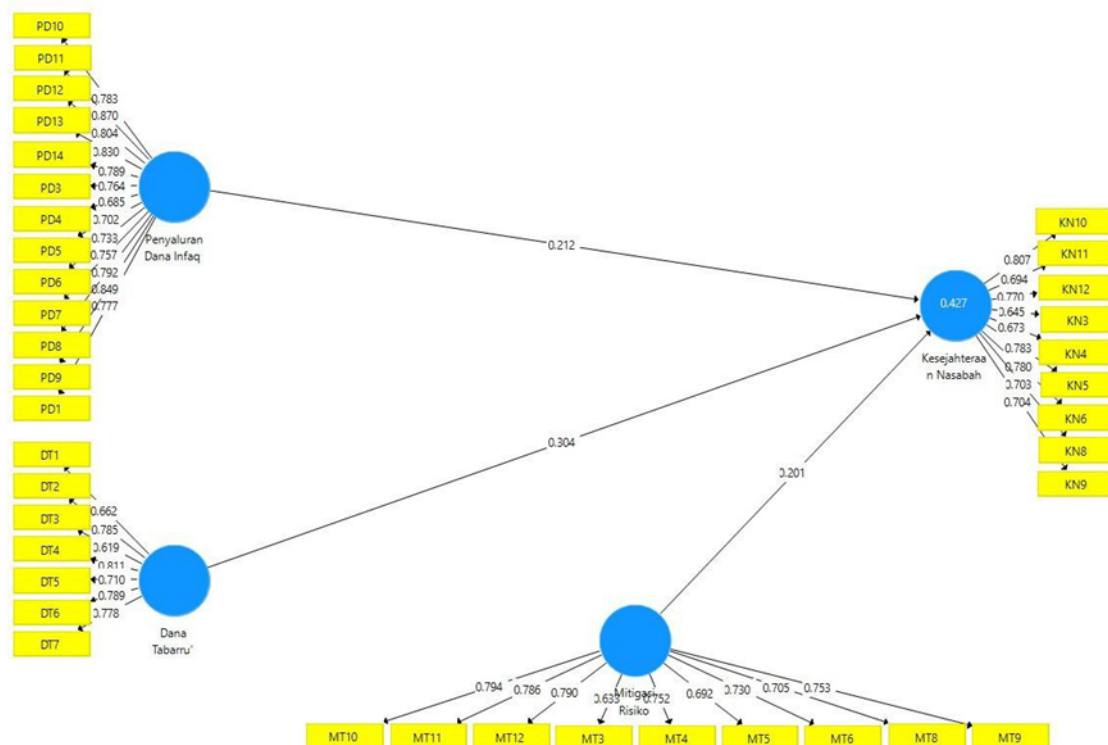 PD10
PD11
PD12
PD13
PD14
PD3
PD4
PD5
PD6
PD7
PD8
PD9
PD1
0.783
0.870
0.804
0.830
0.789
0.764
0.685
0.702
0.733
0.757
0.792
0.849
0.777
Penyaluran
Dana Infaq
0.212
DT1
DT2
DT3
DT4
DT5
DT6
DT7
0.662
0.785
0.619
0.811
0.710
0.789
0.778
Dana
Tabarru'
0.304
0.427
Kesejahteraa
n Nasabah
0.807
0.694
0.770
0.645
0.673
0.783
0.780
0.703
0.704
KN10
KN11
KN12
KN3
KN4
KN5
KN6
KN8
KN9
0.201
Mitigasi
Risiko
0.794
0.786
0.790
0.633
0.752
0.692
0.730
0.705
0.753
MT10
MT11
MT12
MT3
MT4
MT5
MT6
MT8
MT9